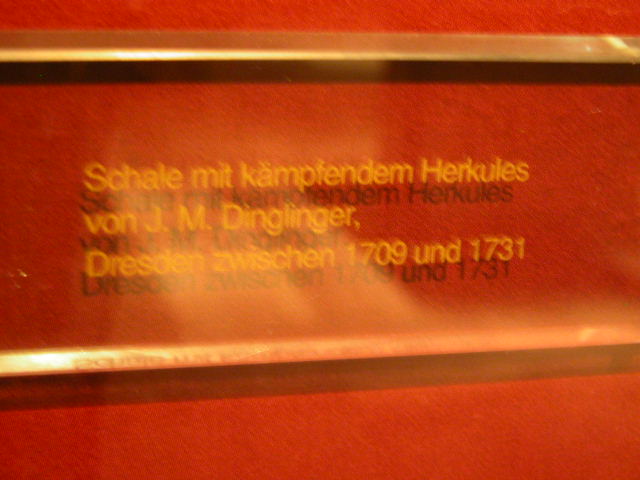 Schale mit kämpfendem Herkules
von J. M. Dinglinger,
Dresden zwischen 1709 und 1731